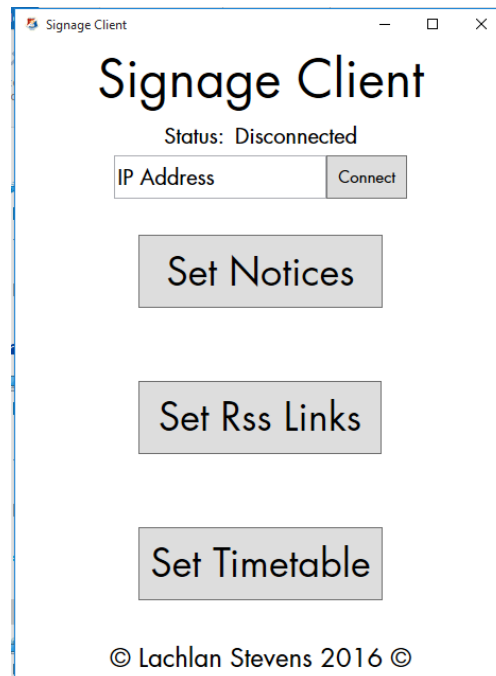 Signage Client
Signage Client
Status: Disconnected
IP Address Connect
Set Notices
Set Rss Links
Set Timetable
© Lachlan Stevens 2016 ©